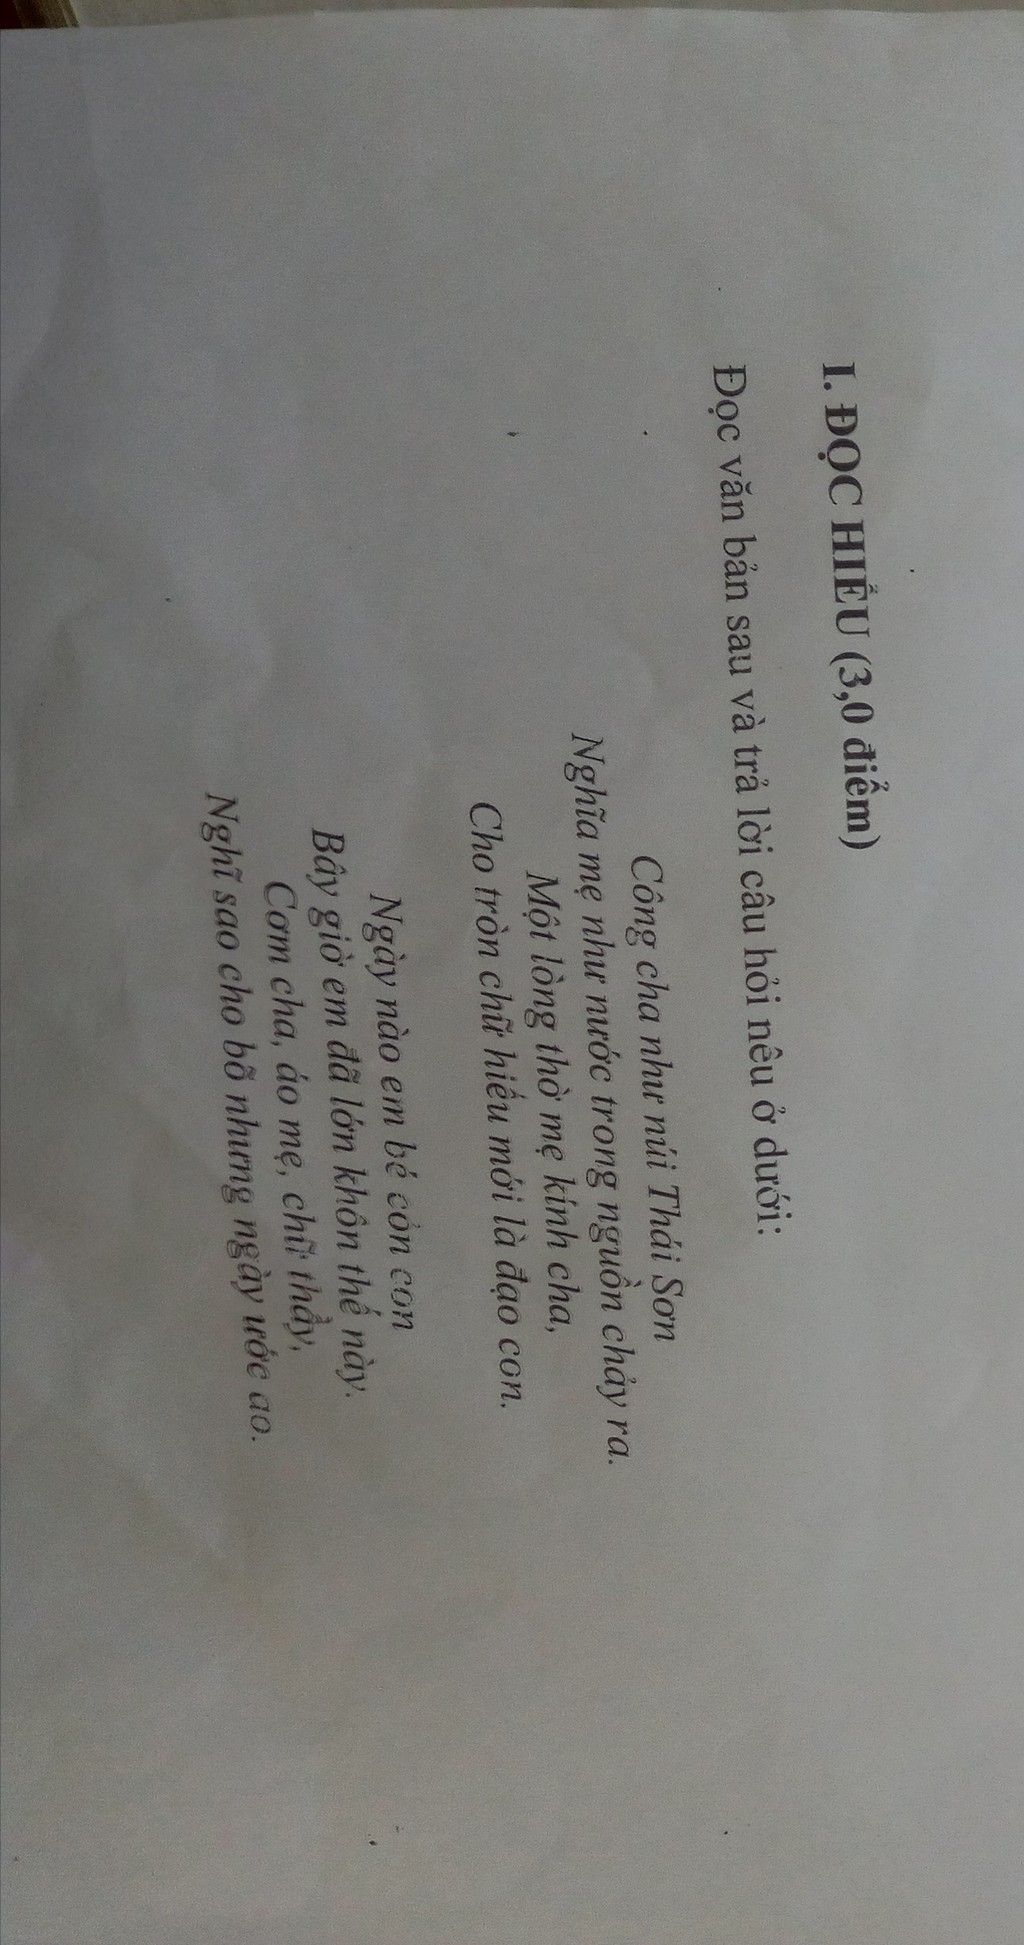 I. ĐỌC HIỂU (3,0 điểm)
Đọc văn bản sau và trả lời câu hỏi nêu ở dưới:
Công cha như núi Thái Sơn
Nghĩa mẹ như nước trong nguồn chảy ra.
Một lòng thờ mẹ kính cha,
Cho tròn chữ hiếu mới là đạo con.
Ngày nào em bé cỏn con
Bây giờ em đã lớn khôn thế này.
Cơm cha, áo mẹ, chữ thầy,
Nghĩ sao cho bõ nhưng ngày ước ao.